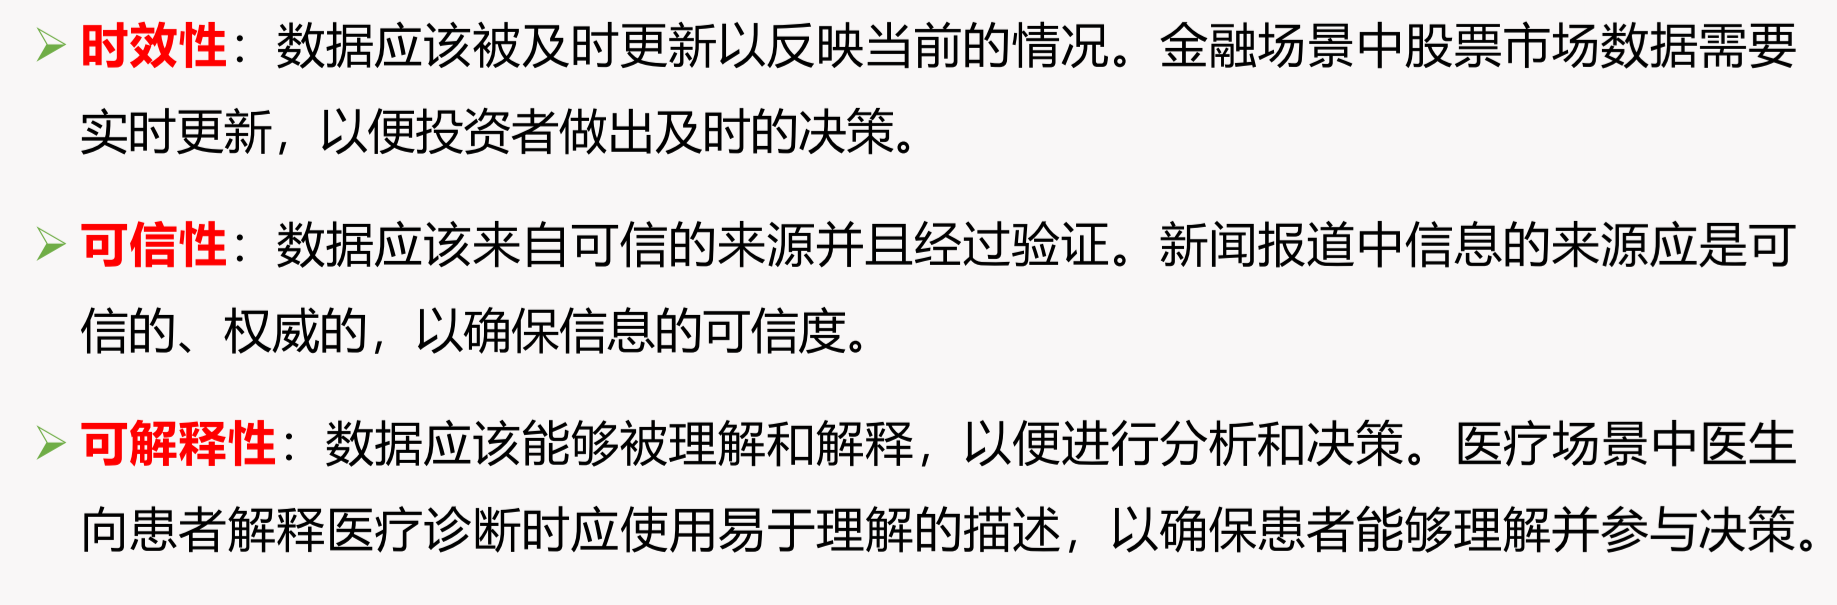 时效性：数据应该被及时更新以反映当前的情况。金融场景中股票市场数据需要
实时更新，以便投资者做出及时的决策。
可信性：数据应该来自可信的来源并且经过验证。新闻报道中信息的来源应是可
信的、权威的，以确保信息的可信度。
可解释性：数据应该能够被理解和解释，以便进行分析和决策。医疗场景中医生
向患者解释医疗诊断时应使用易于理解的描述，以确保患者能够理解并参与决策。